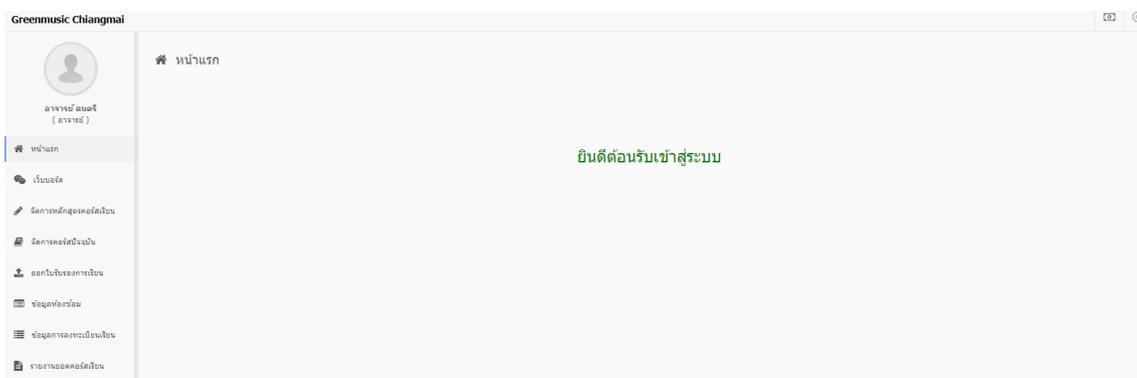 Greenmusic Chiangmai
หน้าแรก
อาจารย์ ดนตรี
( อาจารย์ )
หน้าแรก
ยินดีต้อนรับเข้าสู่ระบบ
เว็บบอร์ด
จัดการหลักสูตรคอร์สเรียน
จัดการคอร์สปัจจุบัน
ออกใบรับรองการเรียน
ข้อมูลห้องซ้อม
ข้อมูลการลงทะเบียนเรียน
รายงานยอดคอร์สเรียน